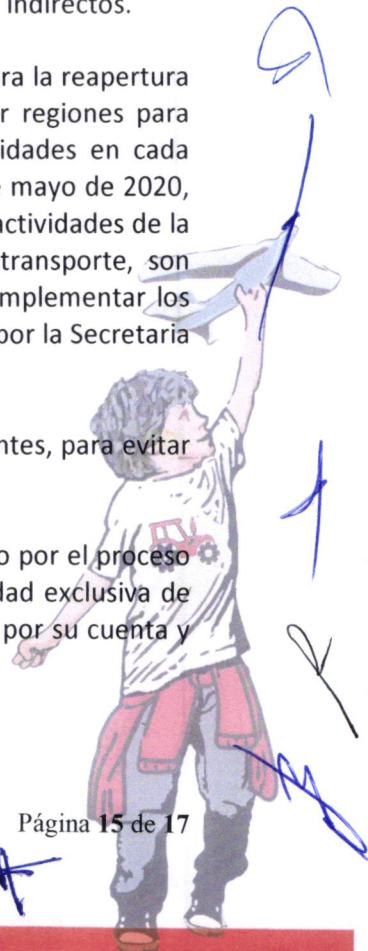 indirectos.
ra la reapertura
r regiones para
idades en cada
e mayo de 2020,
actividades de la
transporte, son
mplementar los
por la Secretaria
ntes, para evitar
o por el proceso
dad exclusiva de
por su cuenta y
Página 15 de 17